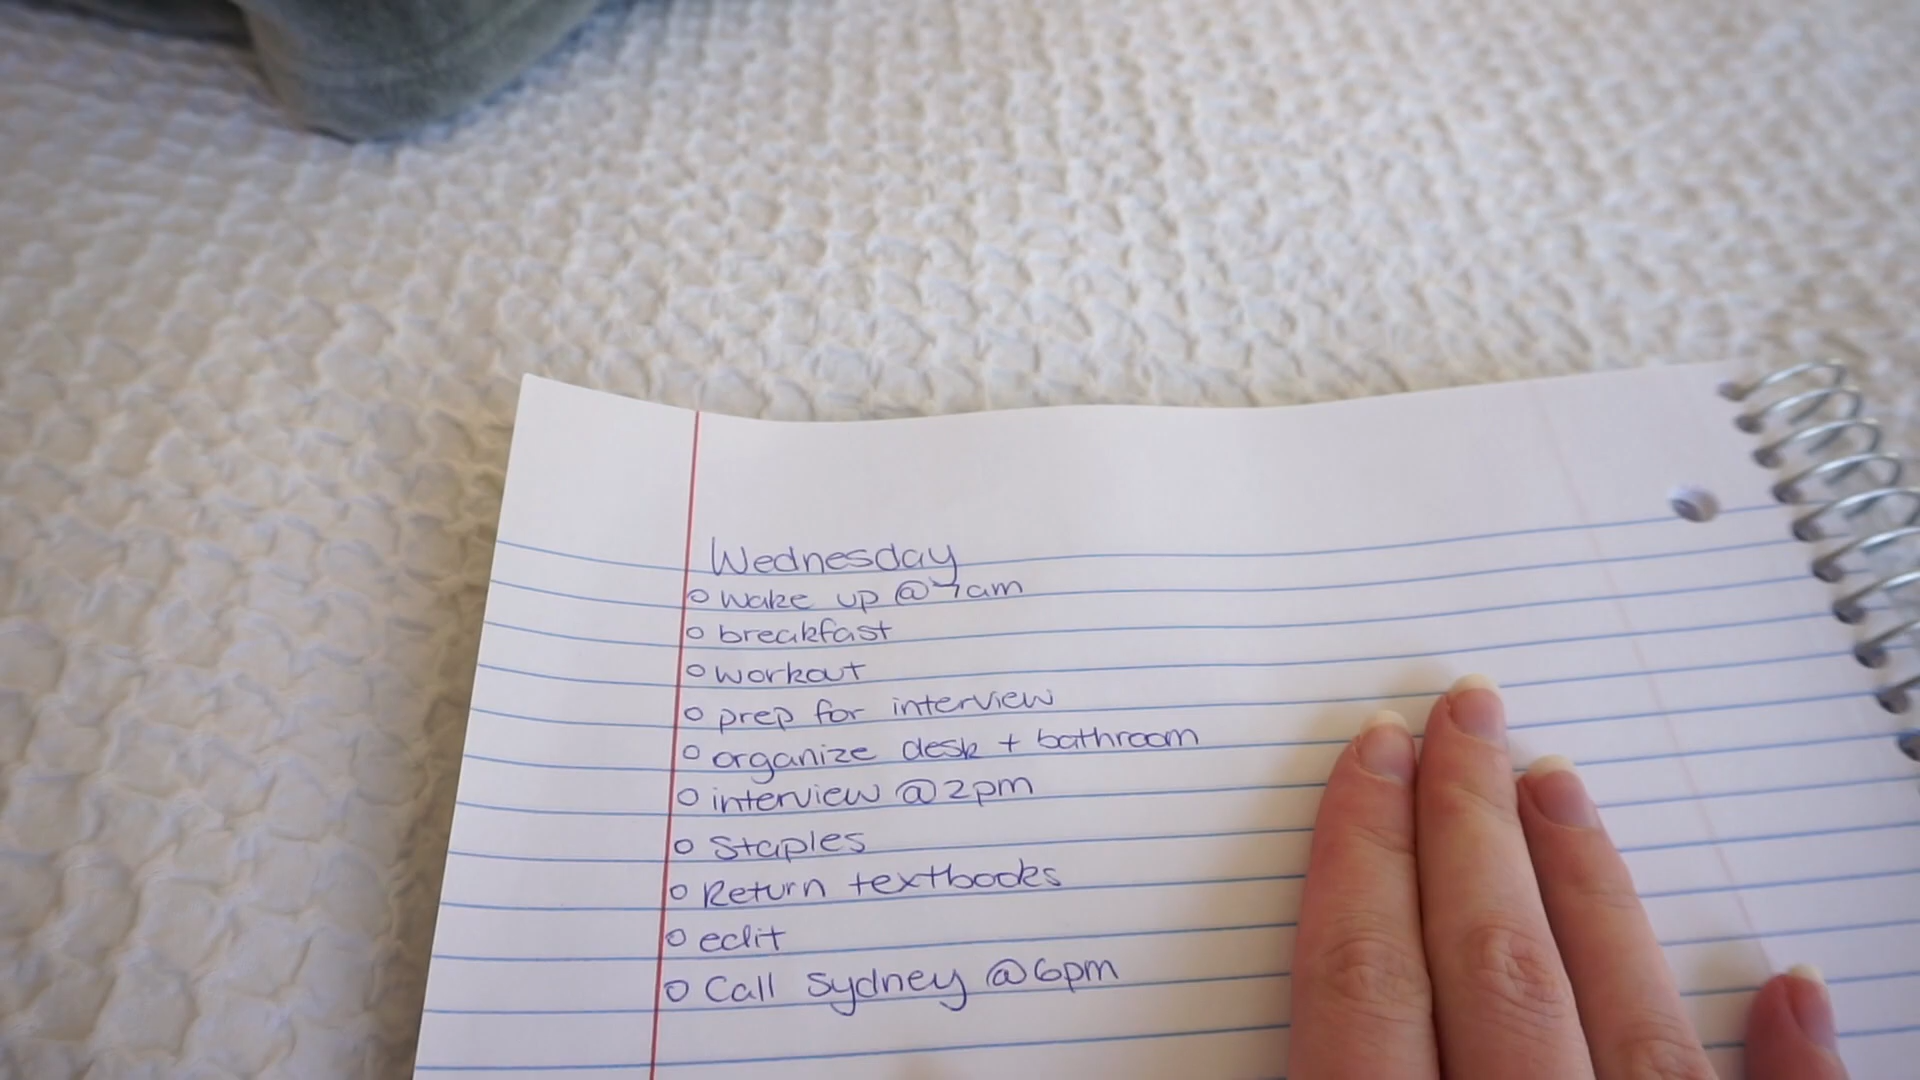 Wednesday
o wake up @ 7am
o breakfast
o workout
o prep for interview
o organize desk + bathroom
o interview @ 2pm
o Staples
o Return textbooks
o edit
o Call Sydney @ 6pm